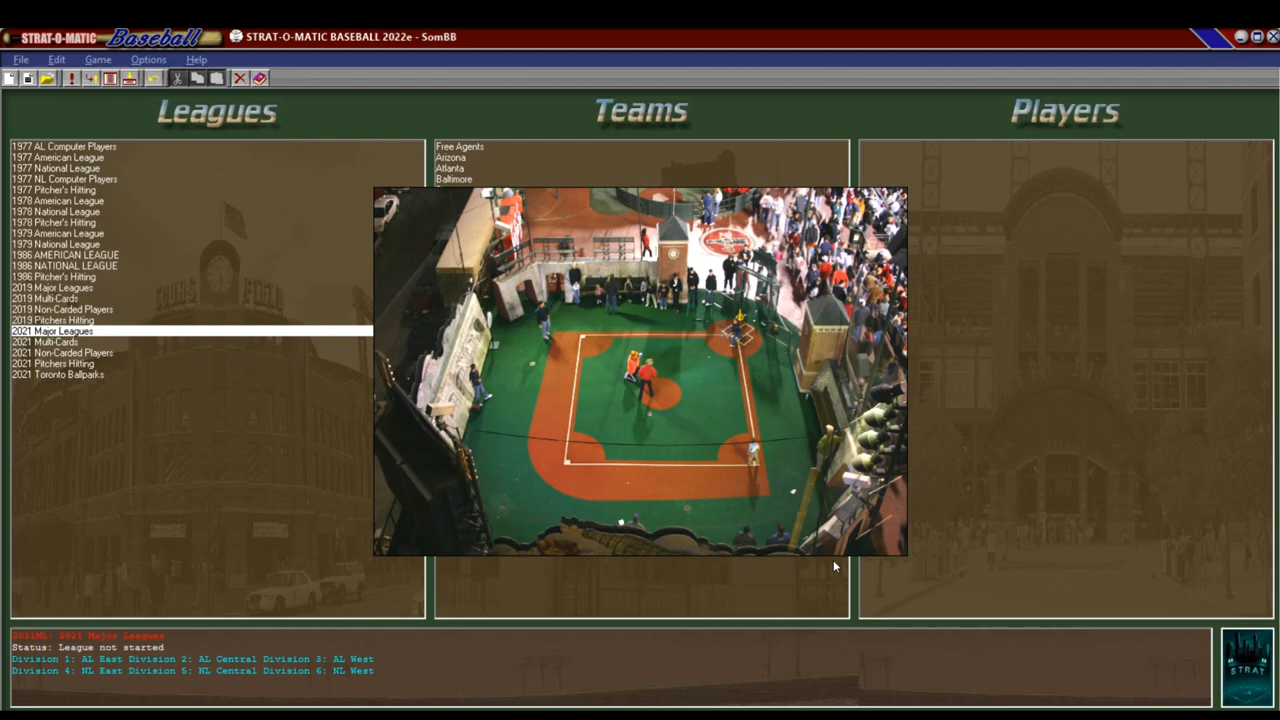 STRAT-O-MATIC Baseball STRAT-O-MATIC BASEBALL 2022e - SomBB
File Edit Game Options Help
Leagues
1977 AL Computer Players
1977 American League
1977 National League
1977 NL Computer Players
1977 Pitcher's Hitting
1978 American League
1978 National League
1978 Pitcher's Hitting
1979 American League
1979 National League
1986 AMERICAN LEAGUE
1986 NATIONAL LEAGUE
1986 Pitcher's Hitting
2019 Major Leagues
2019 Multi-Cards
2019 Non-Carded Players
2019 Pitchers Hitting
2021 Major Leagues
2021 Multi-Cards
2021 Non-Carded Players
2021 Pitchers Hitting
2021 Toronto Ballparks
Teams
Free Agents
Arizona
Atlanta
Baltimore
Players
2021NL: 2021 Major Leagues
Status: League not started
Division 1: AL East Division 2: AL Central Division 3: AL West
Division 4: NL East Division 5: NL Central Division 6: NL West
STRAT